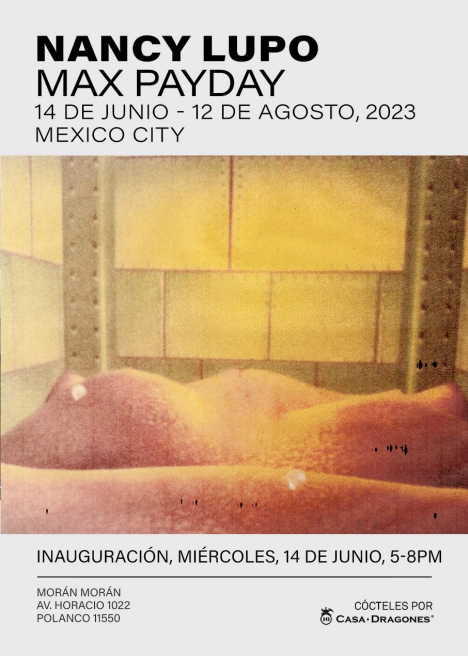 NANCY LUPO
MAX PAYDAY
14 DE JUNIO - 12 DE AGOSTO, 2023
MEXICO CITY
INAUGURACIÓN, MIÉRCOLES, 14 DE JUNIO, 5-8PM
MORÁN MORÁN
AV. HORACIO 1022
POLANCO 11550
CÓCTELES POR
CASA · DRAGONES®